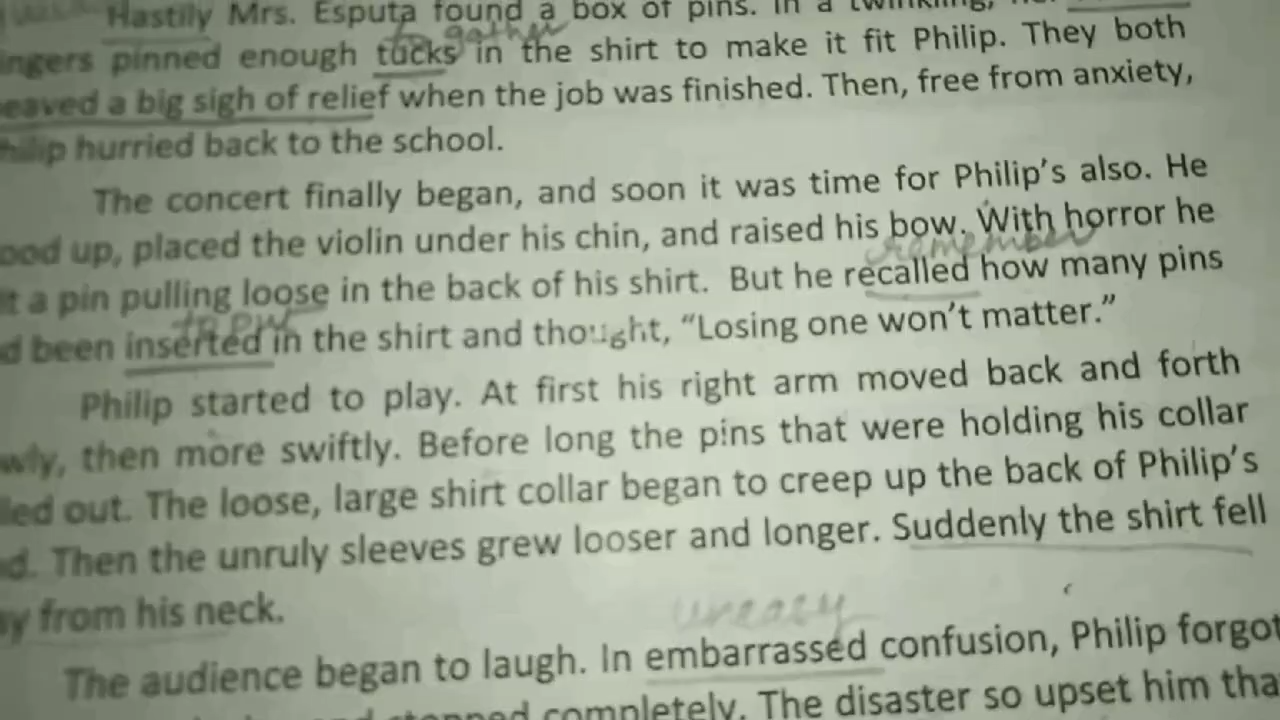 Hastily Mrs. Esputa found a box of pins. In a twinkling,
to gather
ingers pinned enough tucks in the shirt to make it fit Philip. They both
eaved a big sigh of relief when the job was finished. Then, free from anxiety,
hilip hurried back to the school.
The concert finally began, and soon it was time for Philip's also. He
ood up, placed the violin under his chin, and raised his bow. With horror he
remember
t a pin pulling loose in the back of his shirt. But he recalled how many pins
to put
d been inserted in the shirt and thought, "Losing one won't matter."
Philip started to play. At first his right arm moved back and forth
wly, then more swiftly. Before long the pins that were holding his collar
led out. The loose, large shirt collar began to creep up the back of Philip's
d. Then the unruly sleeves grew looser and longer. Suddenly the shirt fell
y from his neck.
ureasy
The audience began to laugh. In embarrassed confusion, Philip forgot
stopped completely. The disaster so upset him tha